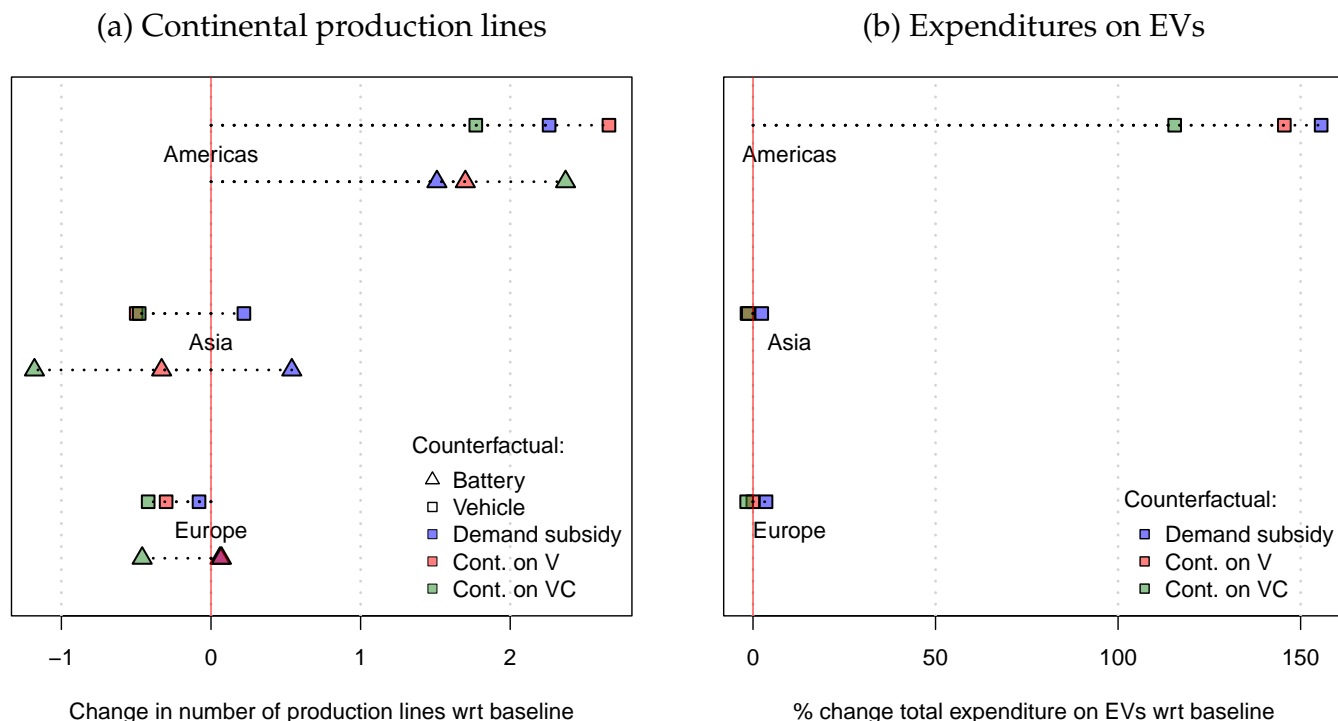 (a) Continental production lines
Americas
Asia
Europe
Counterfactual:
Battery
Vehicle
Demand subsidy
Cont. on V
Cont. on VC
−1 0 1 2
Change in number of production lines wrt baseline
(b) Expenditures on EVs
Americas
Asia
Europe
Counterfactual:
Demand subsidy
Cont. on V
Cont. on VC
0 50 100 150
% change total expenditure on EVs wrt baseline